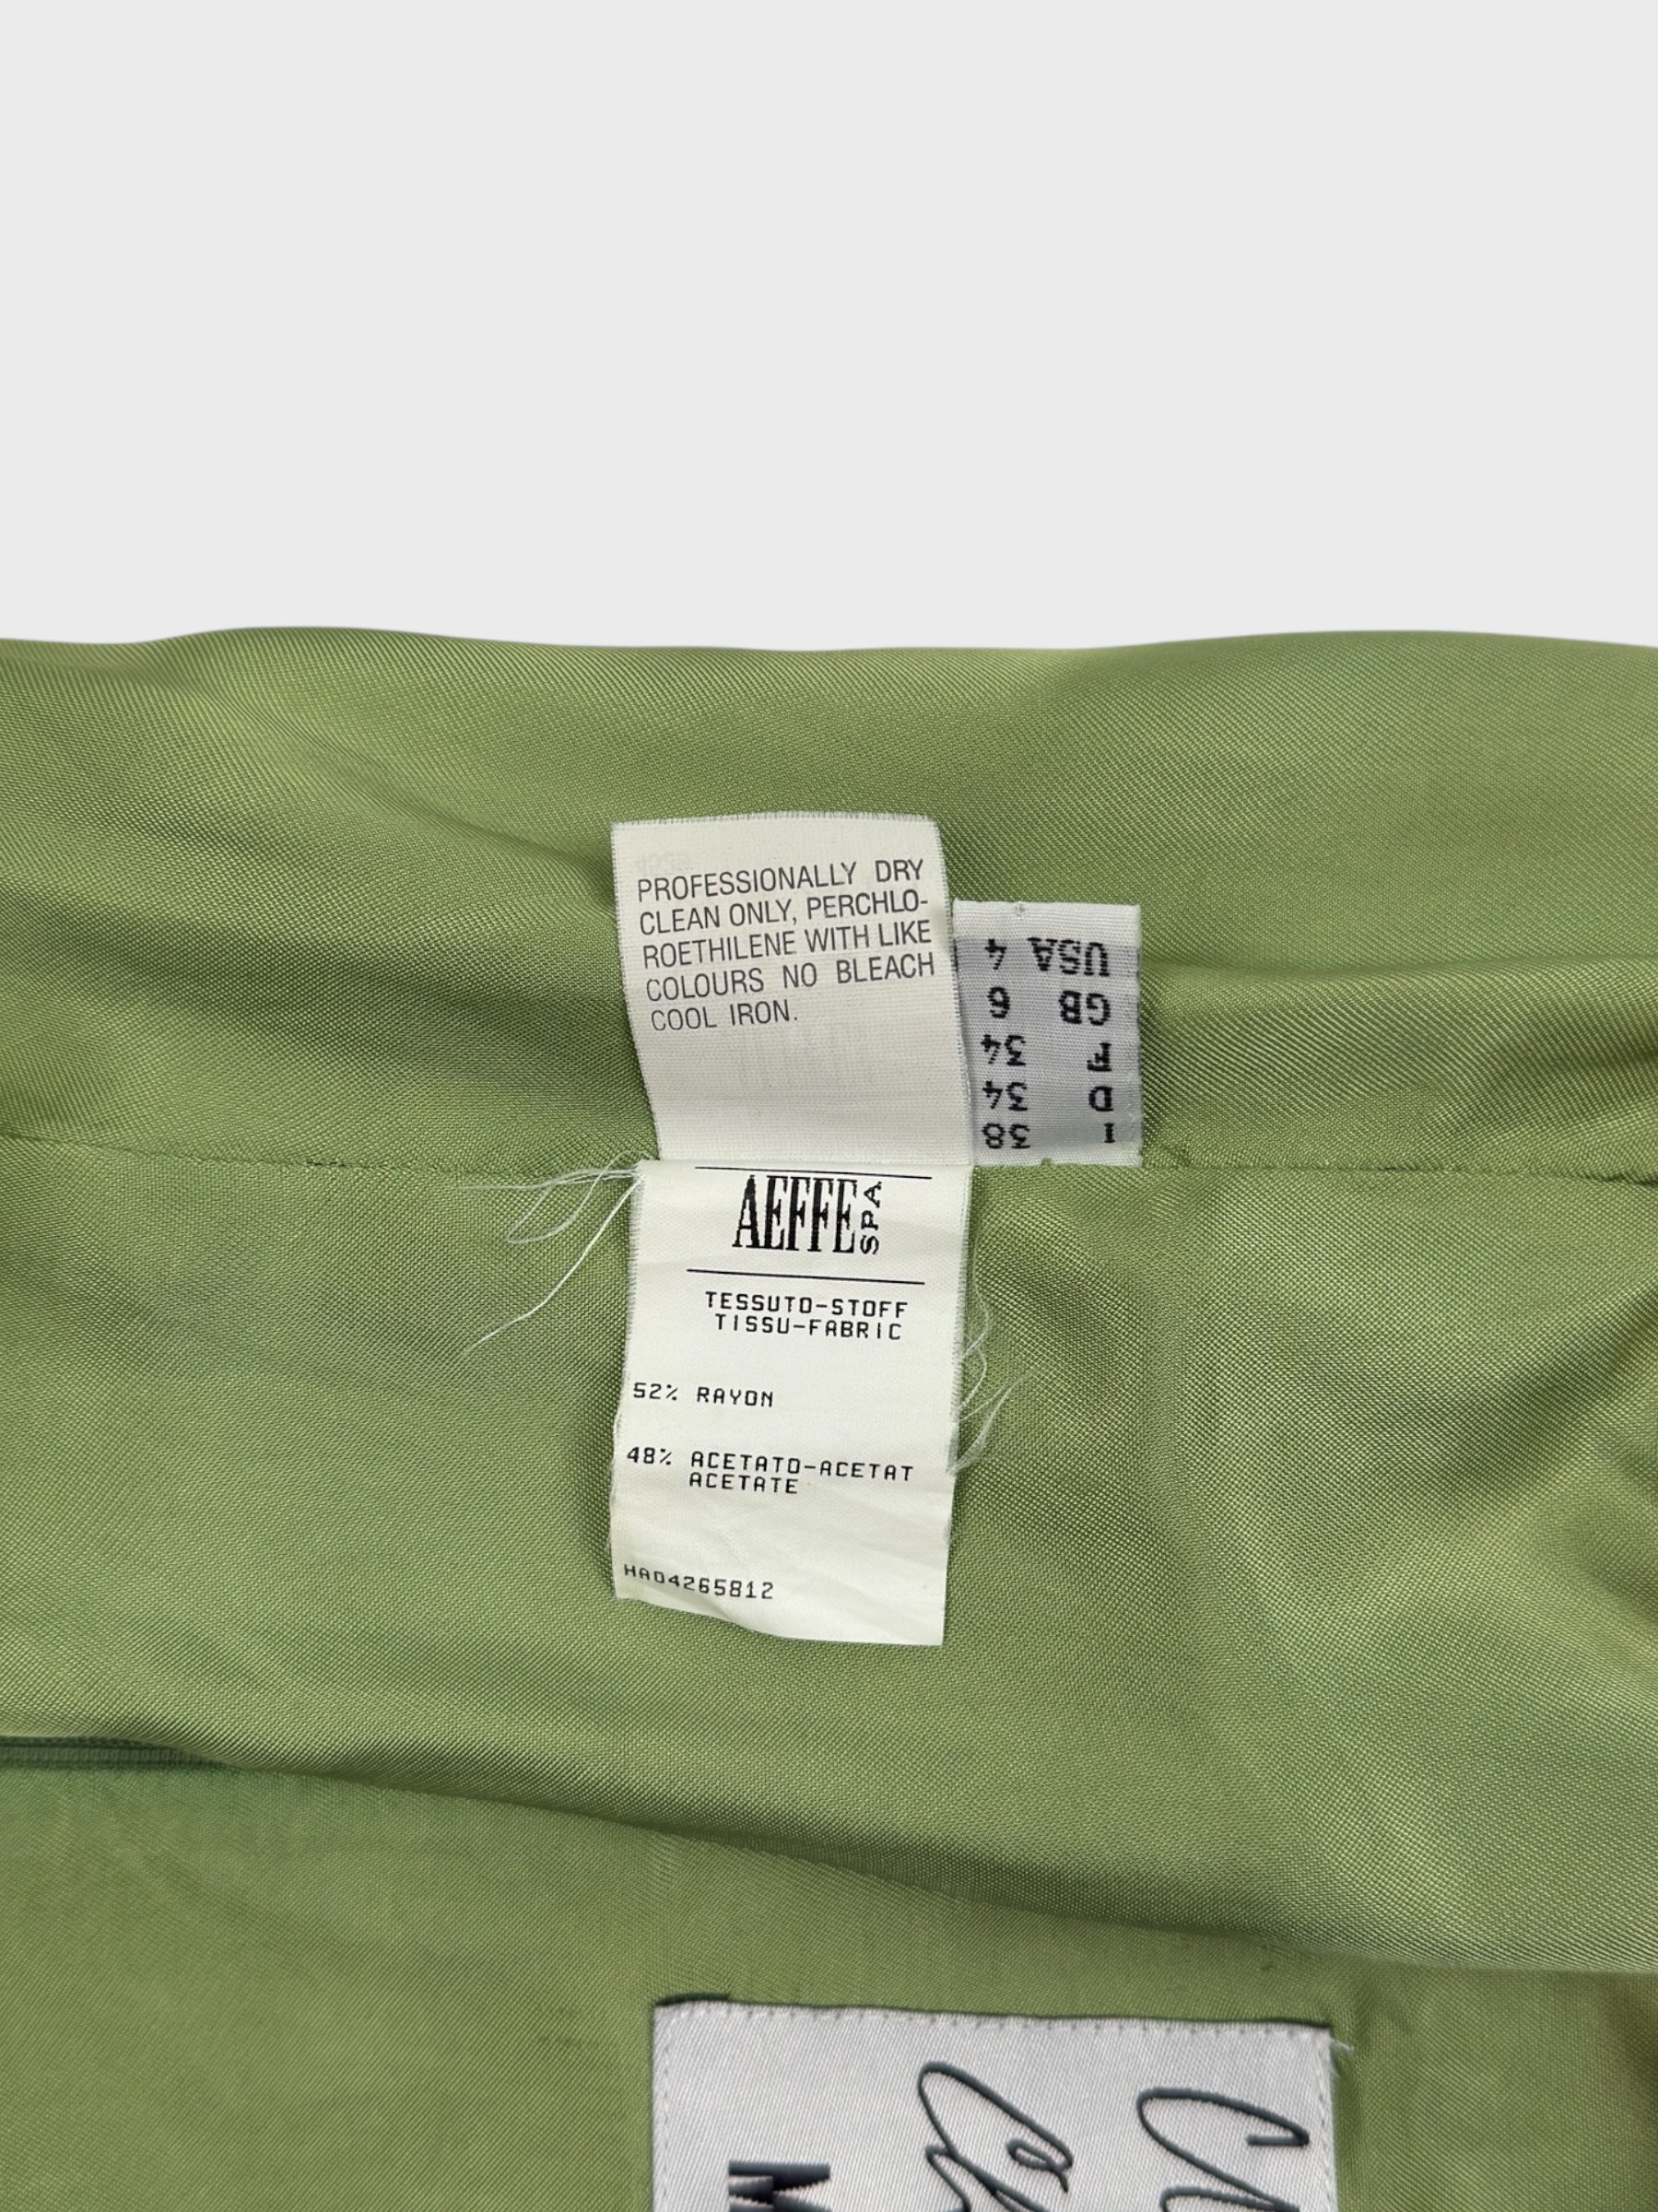 PROFESSIONALLY DRY
CLEAN ONLY, PERCHLO-
ROETHILENE WITH LIKE
COLOURS NO BLEACH
COOL IRON.
I 38
D 34
F 34
GB 6
USA 4
AEFFE SPA
TESSUTO-STOFF
TISSU-FABRIC
52% RAYON
48% ACETATO-ACETAT
ACETATE
HA04265812